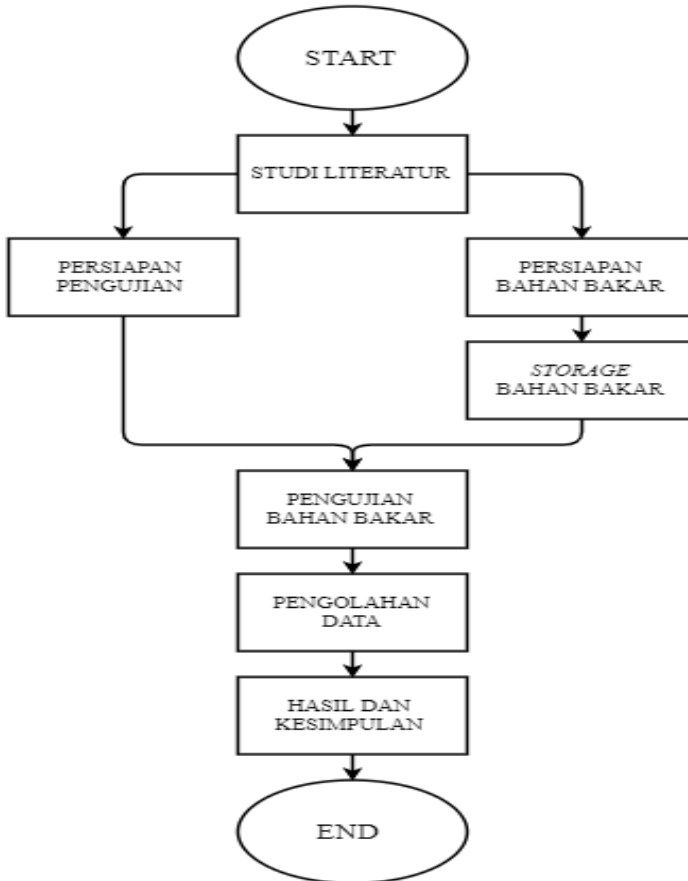 START
STUDI LITERATUR
PERSIAPAN
PENGUJIAN
PERSIAPAN
BAHAN BAKAR
STORAGE
BAHAN BAKAR
PENGUJIAN
BAHAN BAKAR
PENGOLAHAN
DATA
HASIL DAN
KESIMPULAN
END